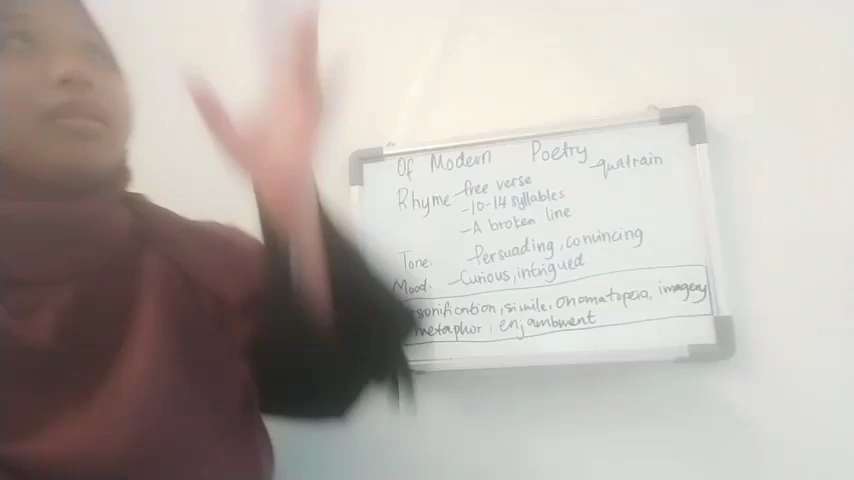 Of Modern Poetry
Rhyme -free verse -quatrain
-10-14 syllables
-A broken line
Tone: -Persuading, convincing
Mood: -Curious, intrigued
sonification, simile, onomatopera, imagery
metaphor, enjambment